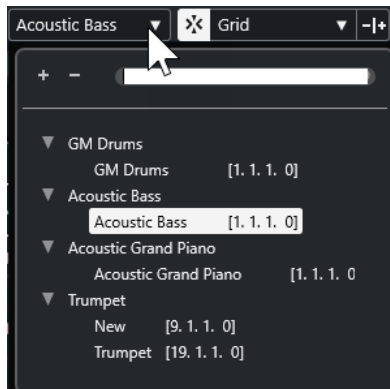 Acoustic Bass Grid
+ -
GM Drums
GM Drums [1. 1. 1. 0]
Acoustic Bass
Acoustic Bass [1. 1. 1. 0]
Acoustic Grand Piano
Acoustic Grand Piano [1. 1. 1. 0
Trumpet
New [9. 1. 1. 0]
Trumpet [19. 1. 1. 0]